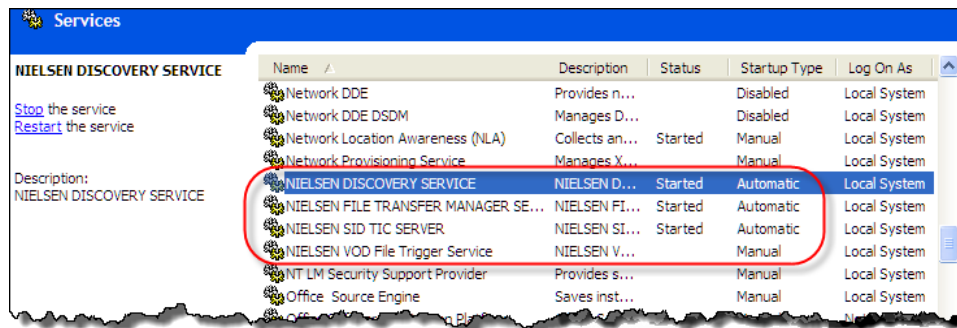 Services
NIELSEN DISCOVERY SERVICE
Stop the service
Restart the service
Description:
NIELSEN DISCOVERY SERVICE
Name Description Status Startup Type Log On As
Network DDE Provides n... Disabled Local System
Network DDE DSDM Manages D... Disabled Local System
Network Location Awareness (NLA) Collects an... Started Manual Local System
Network Provisioning Service Manages X... Manual Local System
NIELSEN DISCOVERY SERVICE NIELSEN D... Started Automatic Local System
NIELSEN FILE TRANSFER MANAGER SE... NIELSEN FI... Started Automatic Local System
NIELSEN SID TIC SERVER NIELSEN SI... Started Automatic Local System
NIELSEN VOD File Trigger Service NIELSEN V... Manual Local System
NT LM Security Support Provider Provides s... Manual Local System
Office Source Engine Saves inst... Manual Local System